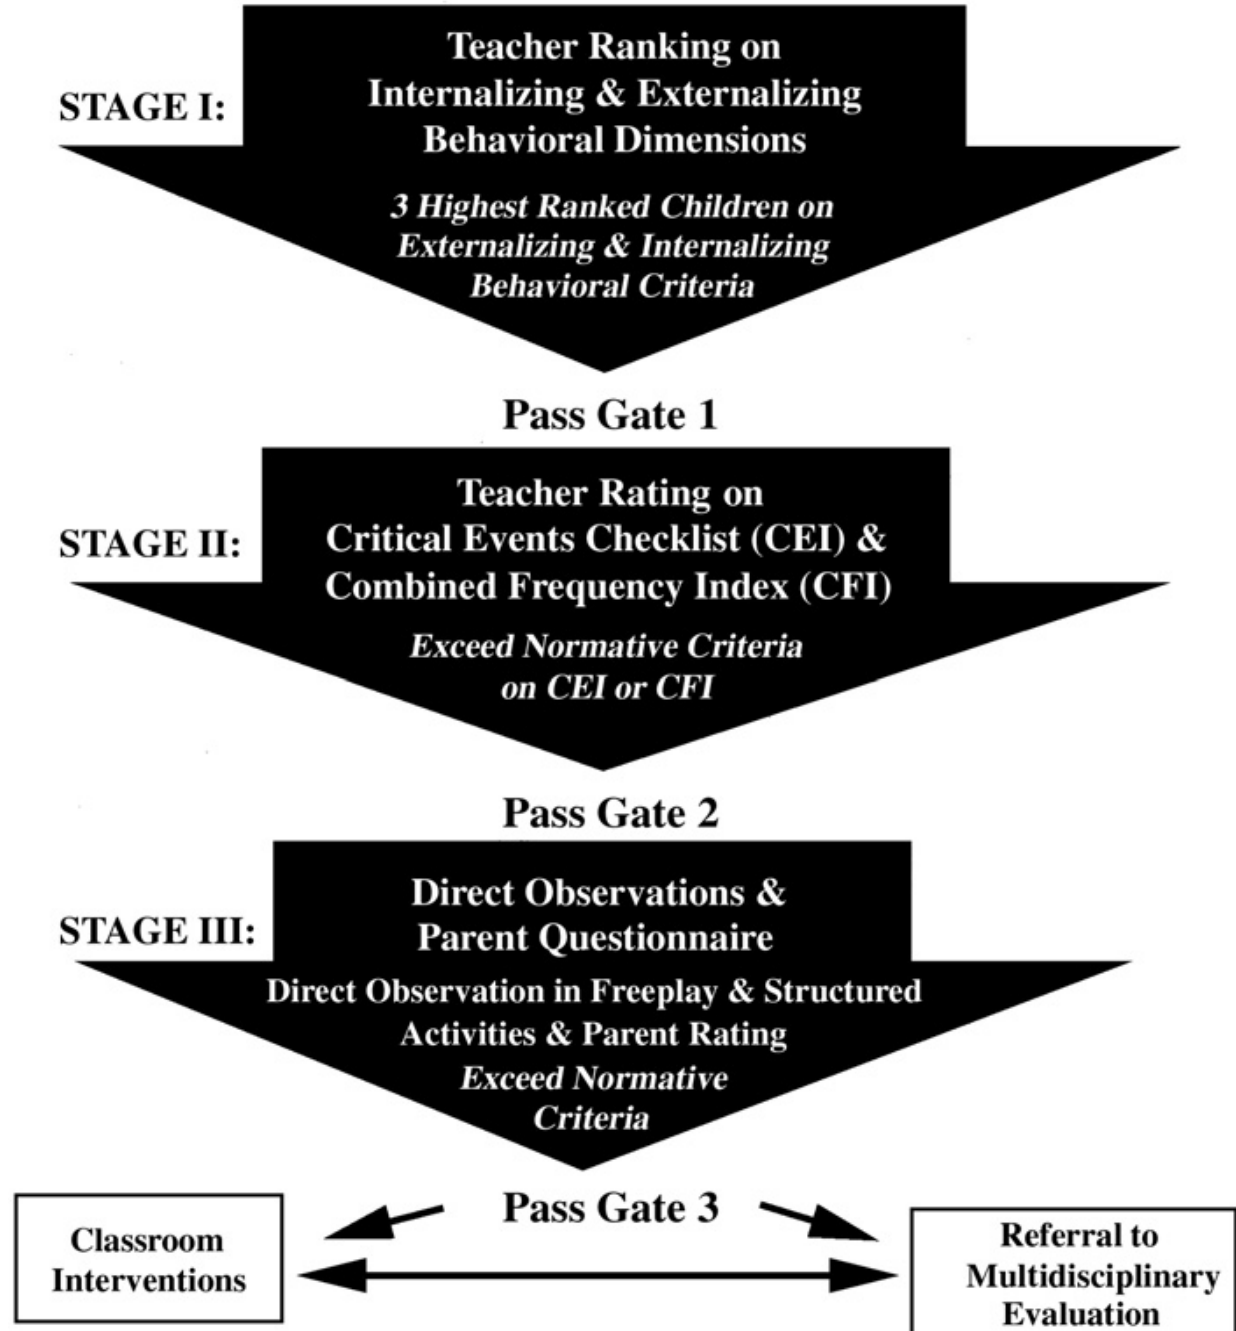 Teacher Ranking on
Internalizing & Externalizing
STAGE I:
Behavioral Dimensions
3 Highest Ranked Children on
Externalizing & Internalizing
Behavioral Criteria
Pass Gate 1
Teacher Rating on
Critical Events Checklist (CEI) &
STAGE II:
Combined Frequency Index (CFI)
Exceed Normative Criteria
on CEI or CFI
Pass Gate 2
Direct Observations &
STAGE III:
Parent Questionnaire
Direct Observation in Freeplay & Structured
Activities & Parent Rating
Exceed Normative
Criteria
Pass Gate 3
Classroom
Interventions
Referral to
Multidisciplinary
Evaluation